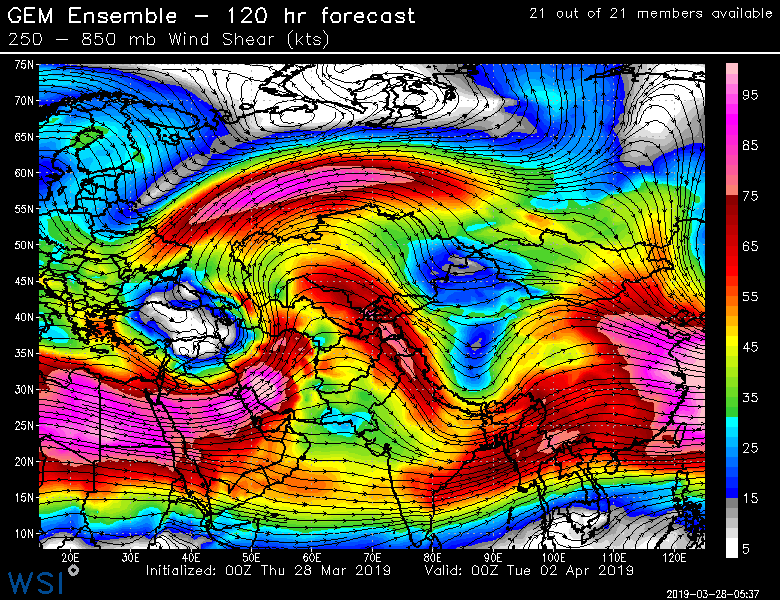 GEM Ensemble – 120 hr forecast
21 out of 21 members available
250 – 850 mb Wind Shear (kts)
75N
70N
65N
60N
55N
50N
45N
40N
35N
30N
25N
20N
15N
10N
95
85
75
65
55
45
35
25
15
5
20E 30E 40E 50E 60E 70E 80E 90E 100E 110E 120E
Initialized: 00Z Thu 28 Mar 2019 Valid: 00Z Tue 02 Apr 2019
WSI
2019-03-28-05:37